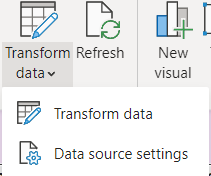 Transform Refresh New
data visual
Transform data
Data source settings